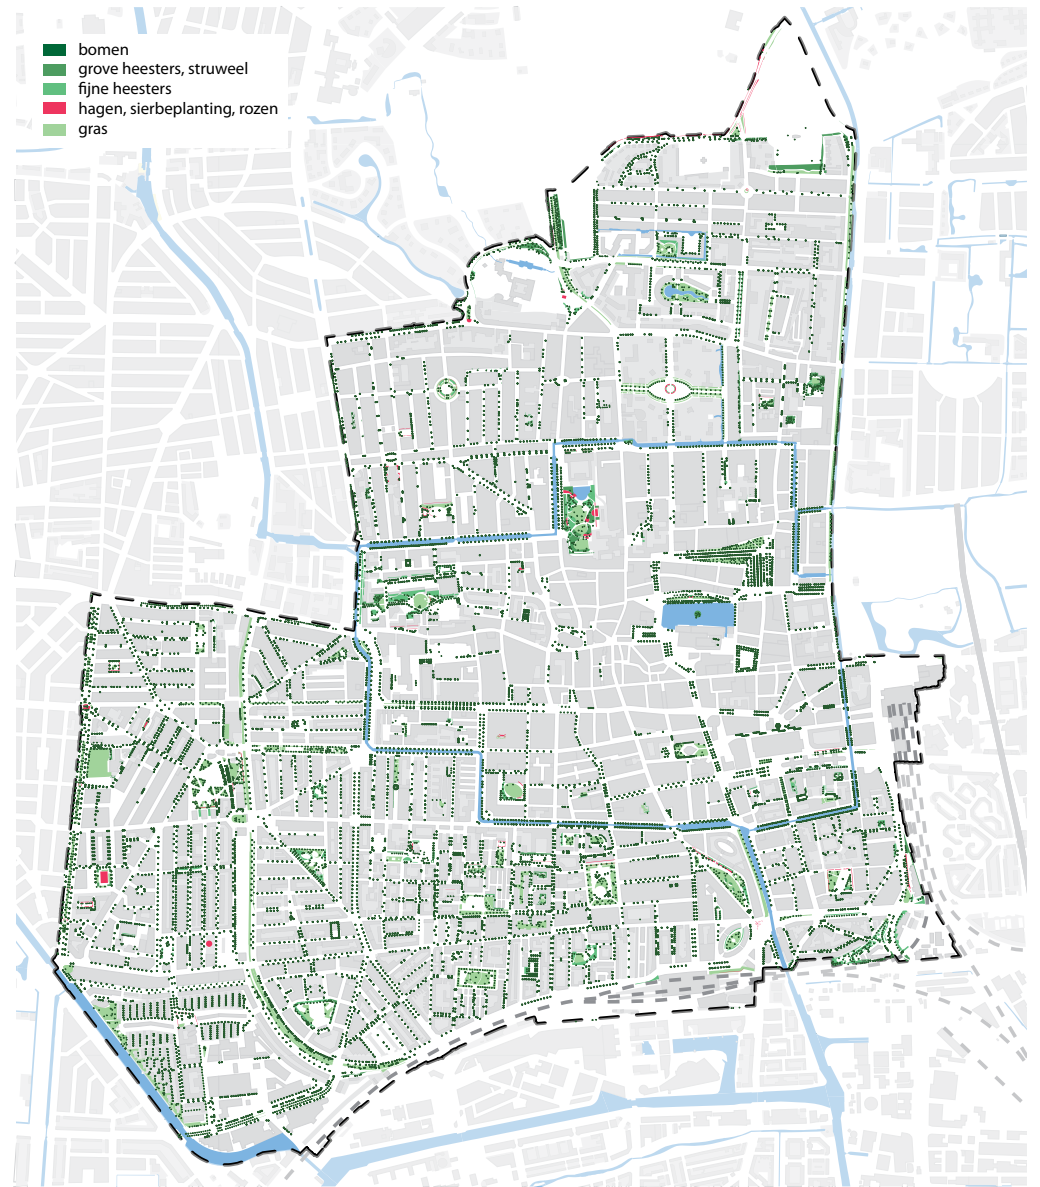 bomen
grove heesters, struweel
fijne heesters
hagen, sierbeplanting, rozen
gras